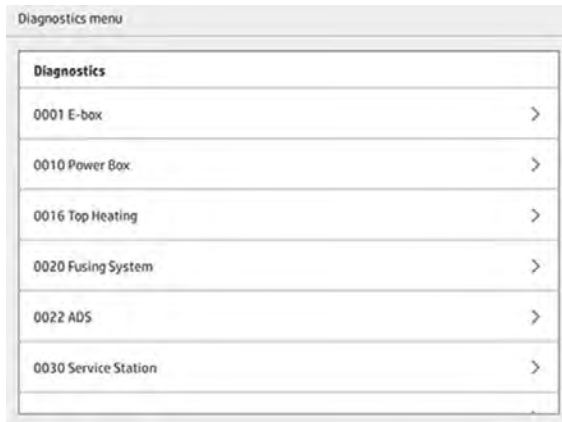 Diagnostics menu
Diagnostics
0001 E-box
0010 Power Box
0016 Top Heating
0020 Fusing System
0022 ADS
0030 Service Station